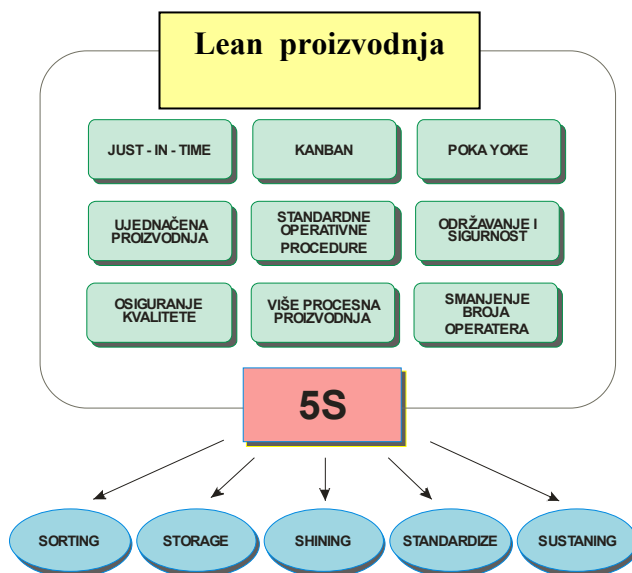 Lean proizvodnja
JUST - IN - TIME
KANBAN
POKA YOKE
UJEDNAČENA
PROIZVODNJA
STANDARDNE
OPERATIVNE
PROCEDURE
ODRŽAVANJE I
SIGURNOST
OSIGURANJE
KVALITETE
VIŠE PROCESNA
PROIZVODNJA
SMANJENJE
BROJA
OPERATERA
5S
SORTING
STORAGE
SHINING
STANDARDIZE
SUSTANING